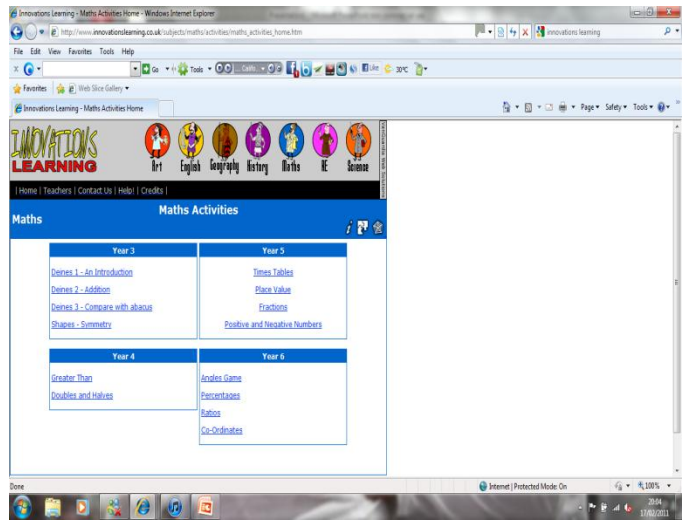 Innovations Learning - Maths Activities Home - Windows Internet Explorer
http://www.innovationslearning.co.uk/subjects/maths/activities/maths_activities_home.htm
innovations learning
File Edit View Favorites Tools Help
Go Tools Like 30°C
Favorites Web Slice Gallery
Innovations Learning - Maths Activities Home
Page Safety Tools
INNOVATIONS
LEARNING
Art English Geography History Maths RE Science
| Home | Teachers | Contact Us | Help! | Credits |
Maths Activities
Maths
Year 3
Deines 1 - An Introduction
Deines 2 - Addition
Deines 3 - Compare with abacus
Shapes - Symmetry
Year 5
Times Tables
Place Value
Fractions
Positive and Negative Numbers
Year 4
Greater Than
Doubles and Halves
Year 6
Angles Game
Percentages
Ratios
Co-Ordinates
Done
Internet | Protected Mode: On
100%
20:04
17/02/2011